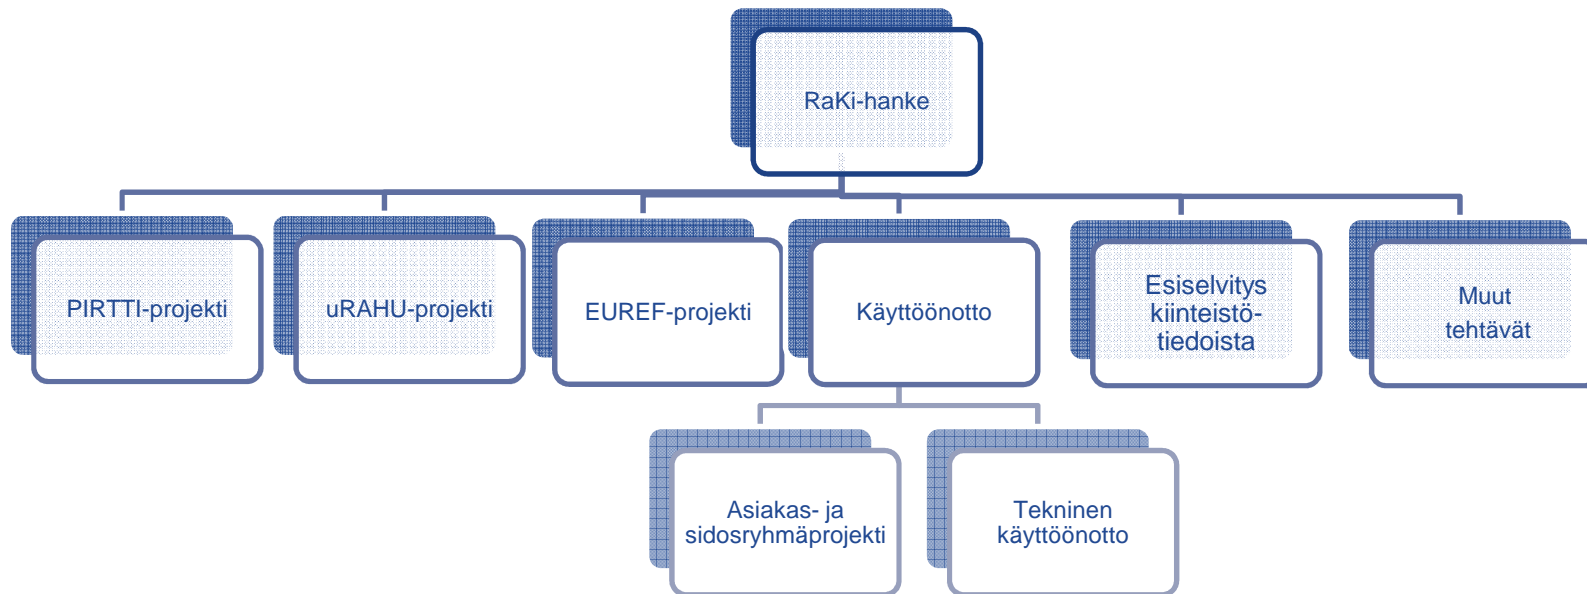 RaKi-hanke
PIRTTI-projekti
uRAHU-projekti
EUREF-projekti
Käyttöönotto
Esiselvitys
kiinteistö-
tiedoista
Muut
tehtävät
Asiakas- ja
sidosryhmäprojekti
Tekninen
käyttöönotto